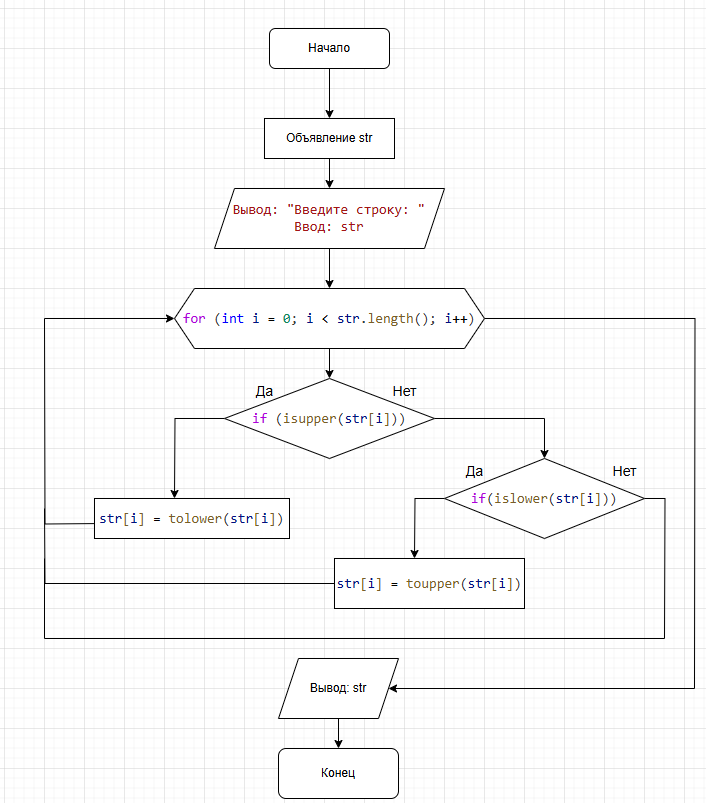 Начало
Объявление str
Вывод: "Введите строку: "
Ввод: str
for (int i = 0; i < str.length(); i++)
Да
Нет
if (isupper(str[i]))
Да
Нет
if(islower(str[i]))
str[i] = tolower(str[i])
str[i] = toupper(str[i])
Вывод: str
Конец